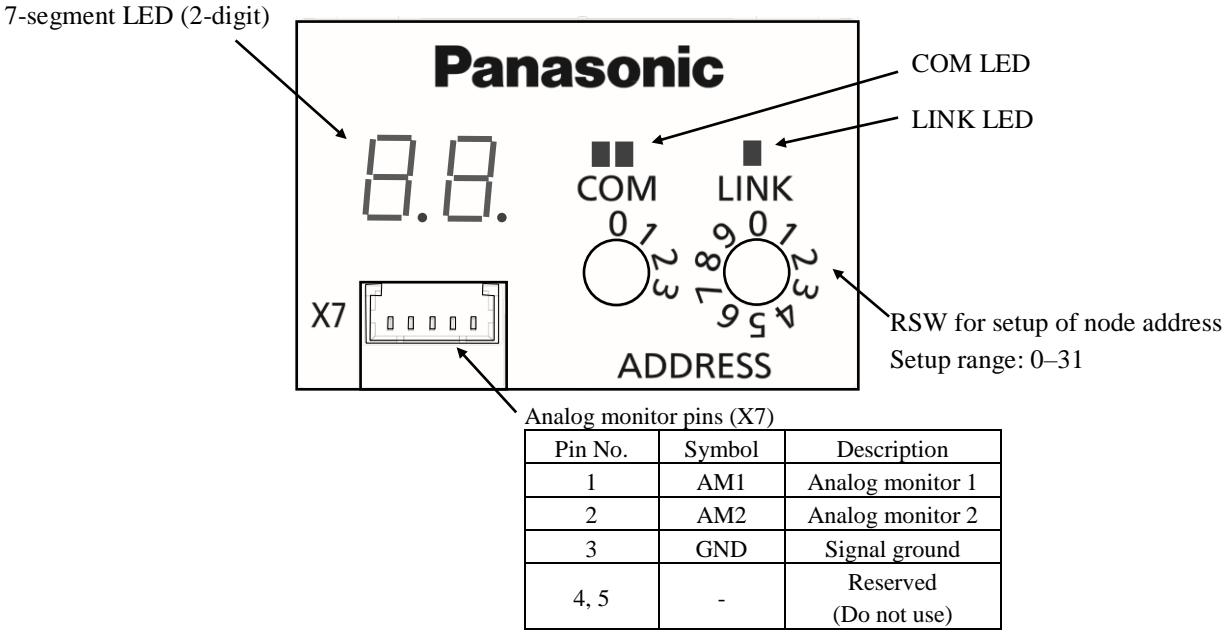 7-segment LED (2-digit)
Panasonic
COM LED
LINK LED
8.8.
COM LINK
0 1 2 3
0 1 2 3 4 5 6 7 8 9
X7
RSW for setup of node address
Setup range: 0–31
ADDRESS
Analog monitor pins (X7)
Pin No. Symbol Description
1 AM1 Analog monitor 1
2 AM2 Analog monitor 2
3 GND Signal ground
4, 5 - Reserved
(Do not use)